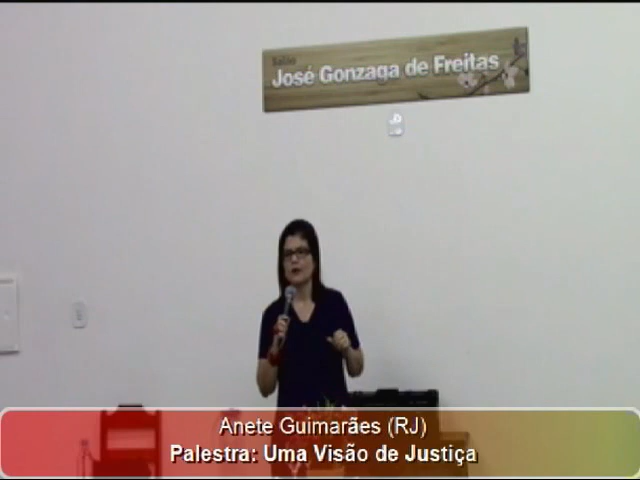 Salão
José Gonzaga de Freitas
Anete Guimarães (RJ)
Palestra: Uma Visão de Justiça